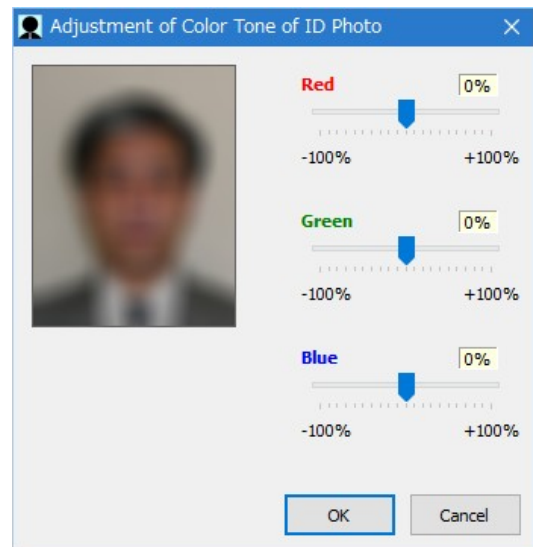 Adjustment of Color Tone of ID Photo
Red 0%
-100% +100%
Green 0%
-100% +100%
Blue 0%
-100% +100%
OK Cancel